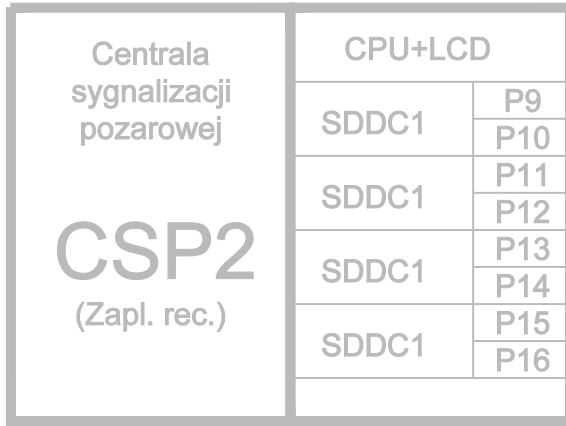 Centrala
sygnalizacji
pozarowej
CSP2
(Zapl. rec.)
CPU+LCD
SDDC1
P9
P10
SDDC1
P11
P12
SDDC1
P13
P14
SDDC1
P15
P16